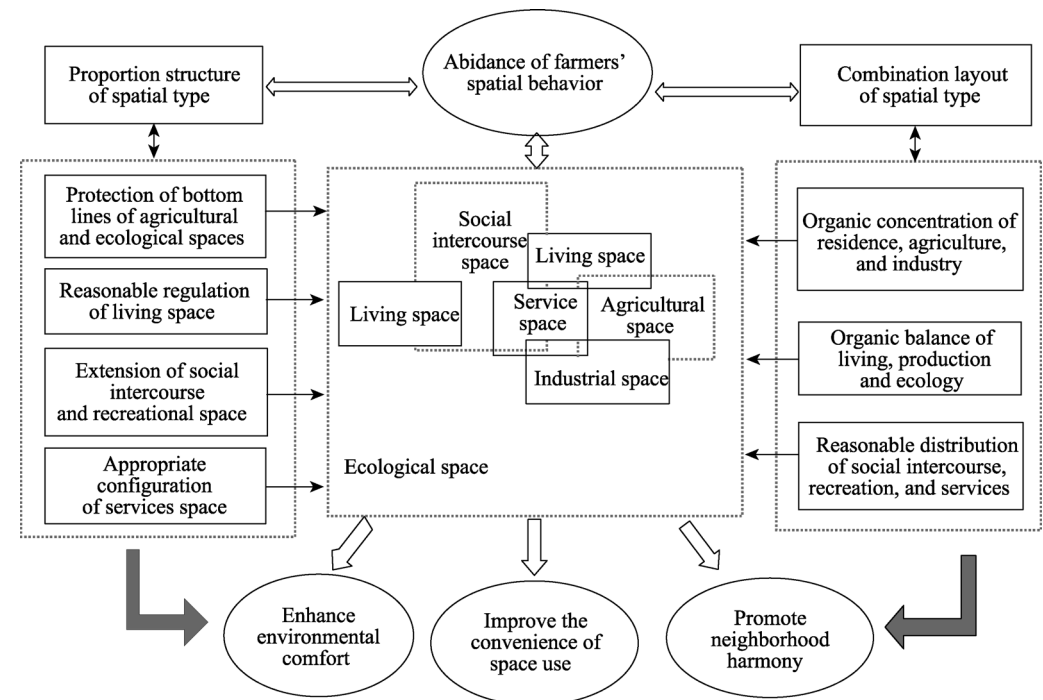 Proportion structure
of spatial type
Abidance of farmers’
spatial behavior
Combination layout
of spatial type
Protection of bottom
lines of agricultural
and ecological spaces
Reasonable regulation
of living space
Extension of social
intercourse
and recreational space
Appropriate
configuration
of services space
Social
intercourse
space
Living space
Living space
Service
space
Agricultural
space
Industrial space
Ecological space
Organic concentration of
residence, agriculture,
and industry
Organic balance of
living, production
and ecology
Reasonable distribution
of social intercourse,
recreation, and services
Enhance
environmental
comfort
Improve the
convenience of
space use
Promote
neighborhood
harmony